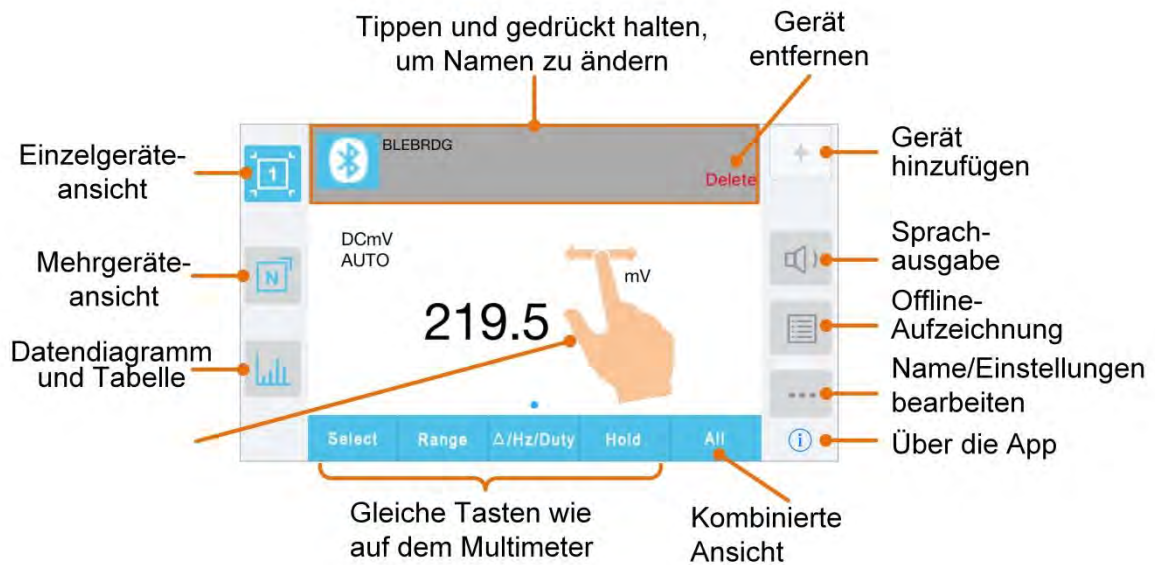 Tippen und gedrückt halten,
um Namen zu ändern
Gerät
entfernen
Einzelgeräte-
ansicht
Mehrgeräte-
ansicht
Datendiagramm
und Tabelle
1
N
BLEBRDG
Delete
DCmV
AUTO
mV
219.5
Select
Range
Δ/Hz/Duty
Hold
All
Gerät
hinzufügen
Sprach-
ausgabe
Offline-
Aufzeichnung
Name/Einstellungen
bearbeiten
i
Über die App
Gleiche Tasten wie
auf dem Multimeter
Kombinierte
Ansicht